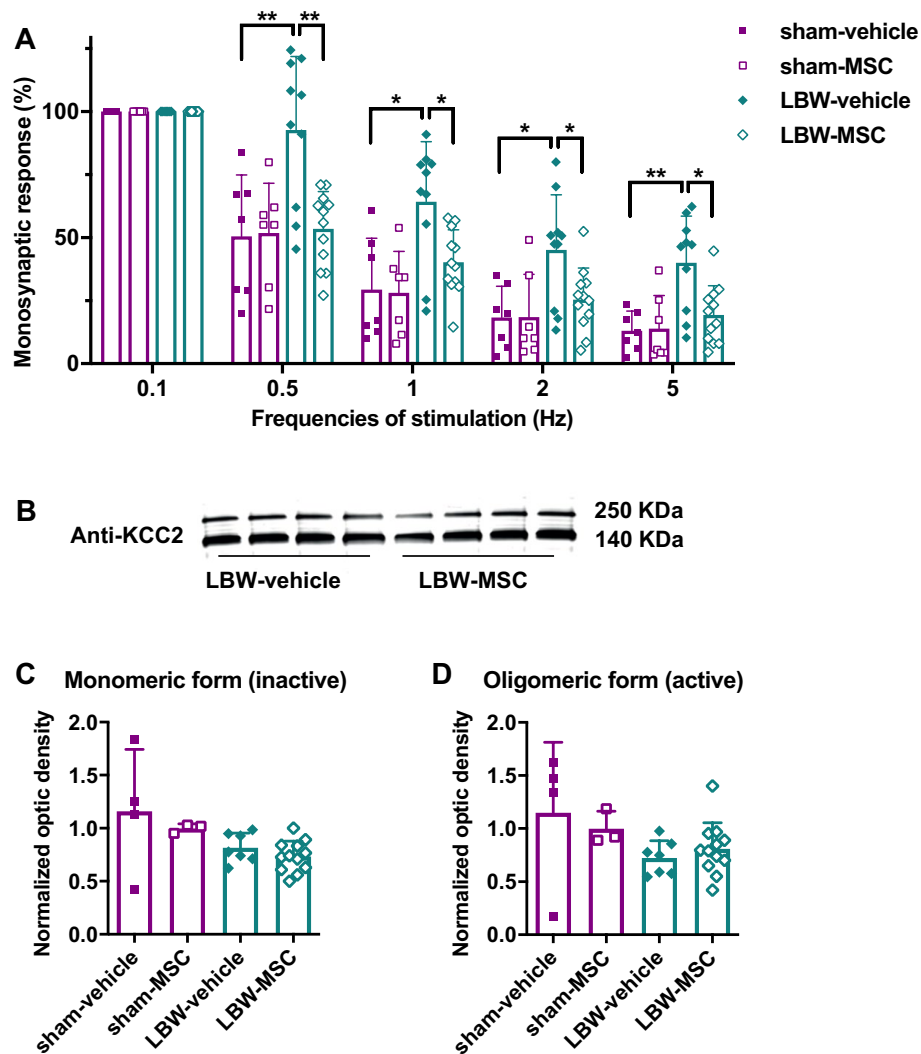 A
** **
* *
* *
** *
sham-vehicle
sham-MSC
LBW-vehicle
LBW-MSC
Monosynaptic response (%)
100
50
0
0.1 0.5 1 2 5
Frequencies of stimulation (Hz)
B
Anti-KCC2
250 KDa
140 KDa
LBW-vehicle LBW-MSC
C Monomeric form (inactive)
Normalized optic density
2.0
1.5
1.0
0.5
0.0
sham-vehicle
sham-MSC
LBW-vehicle
LBW-MSC
D Oligomeric form (active)
Normalized optic density
2.0
1.5
1.0
0.5
0.0
sham-vehicle
sham-MSC
LBW-vehicle
LBW-MSC